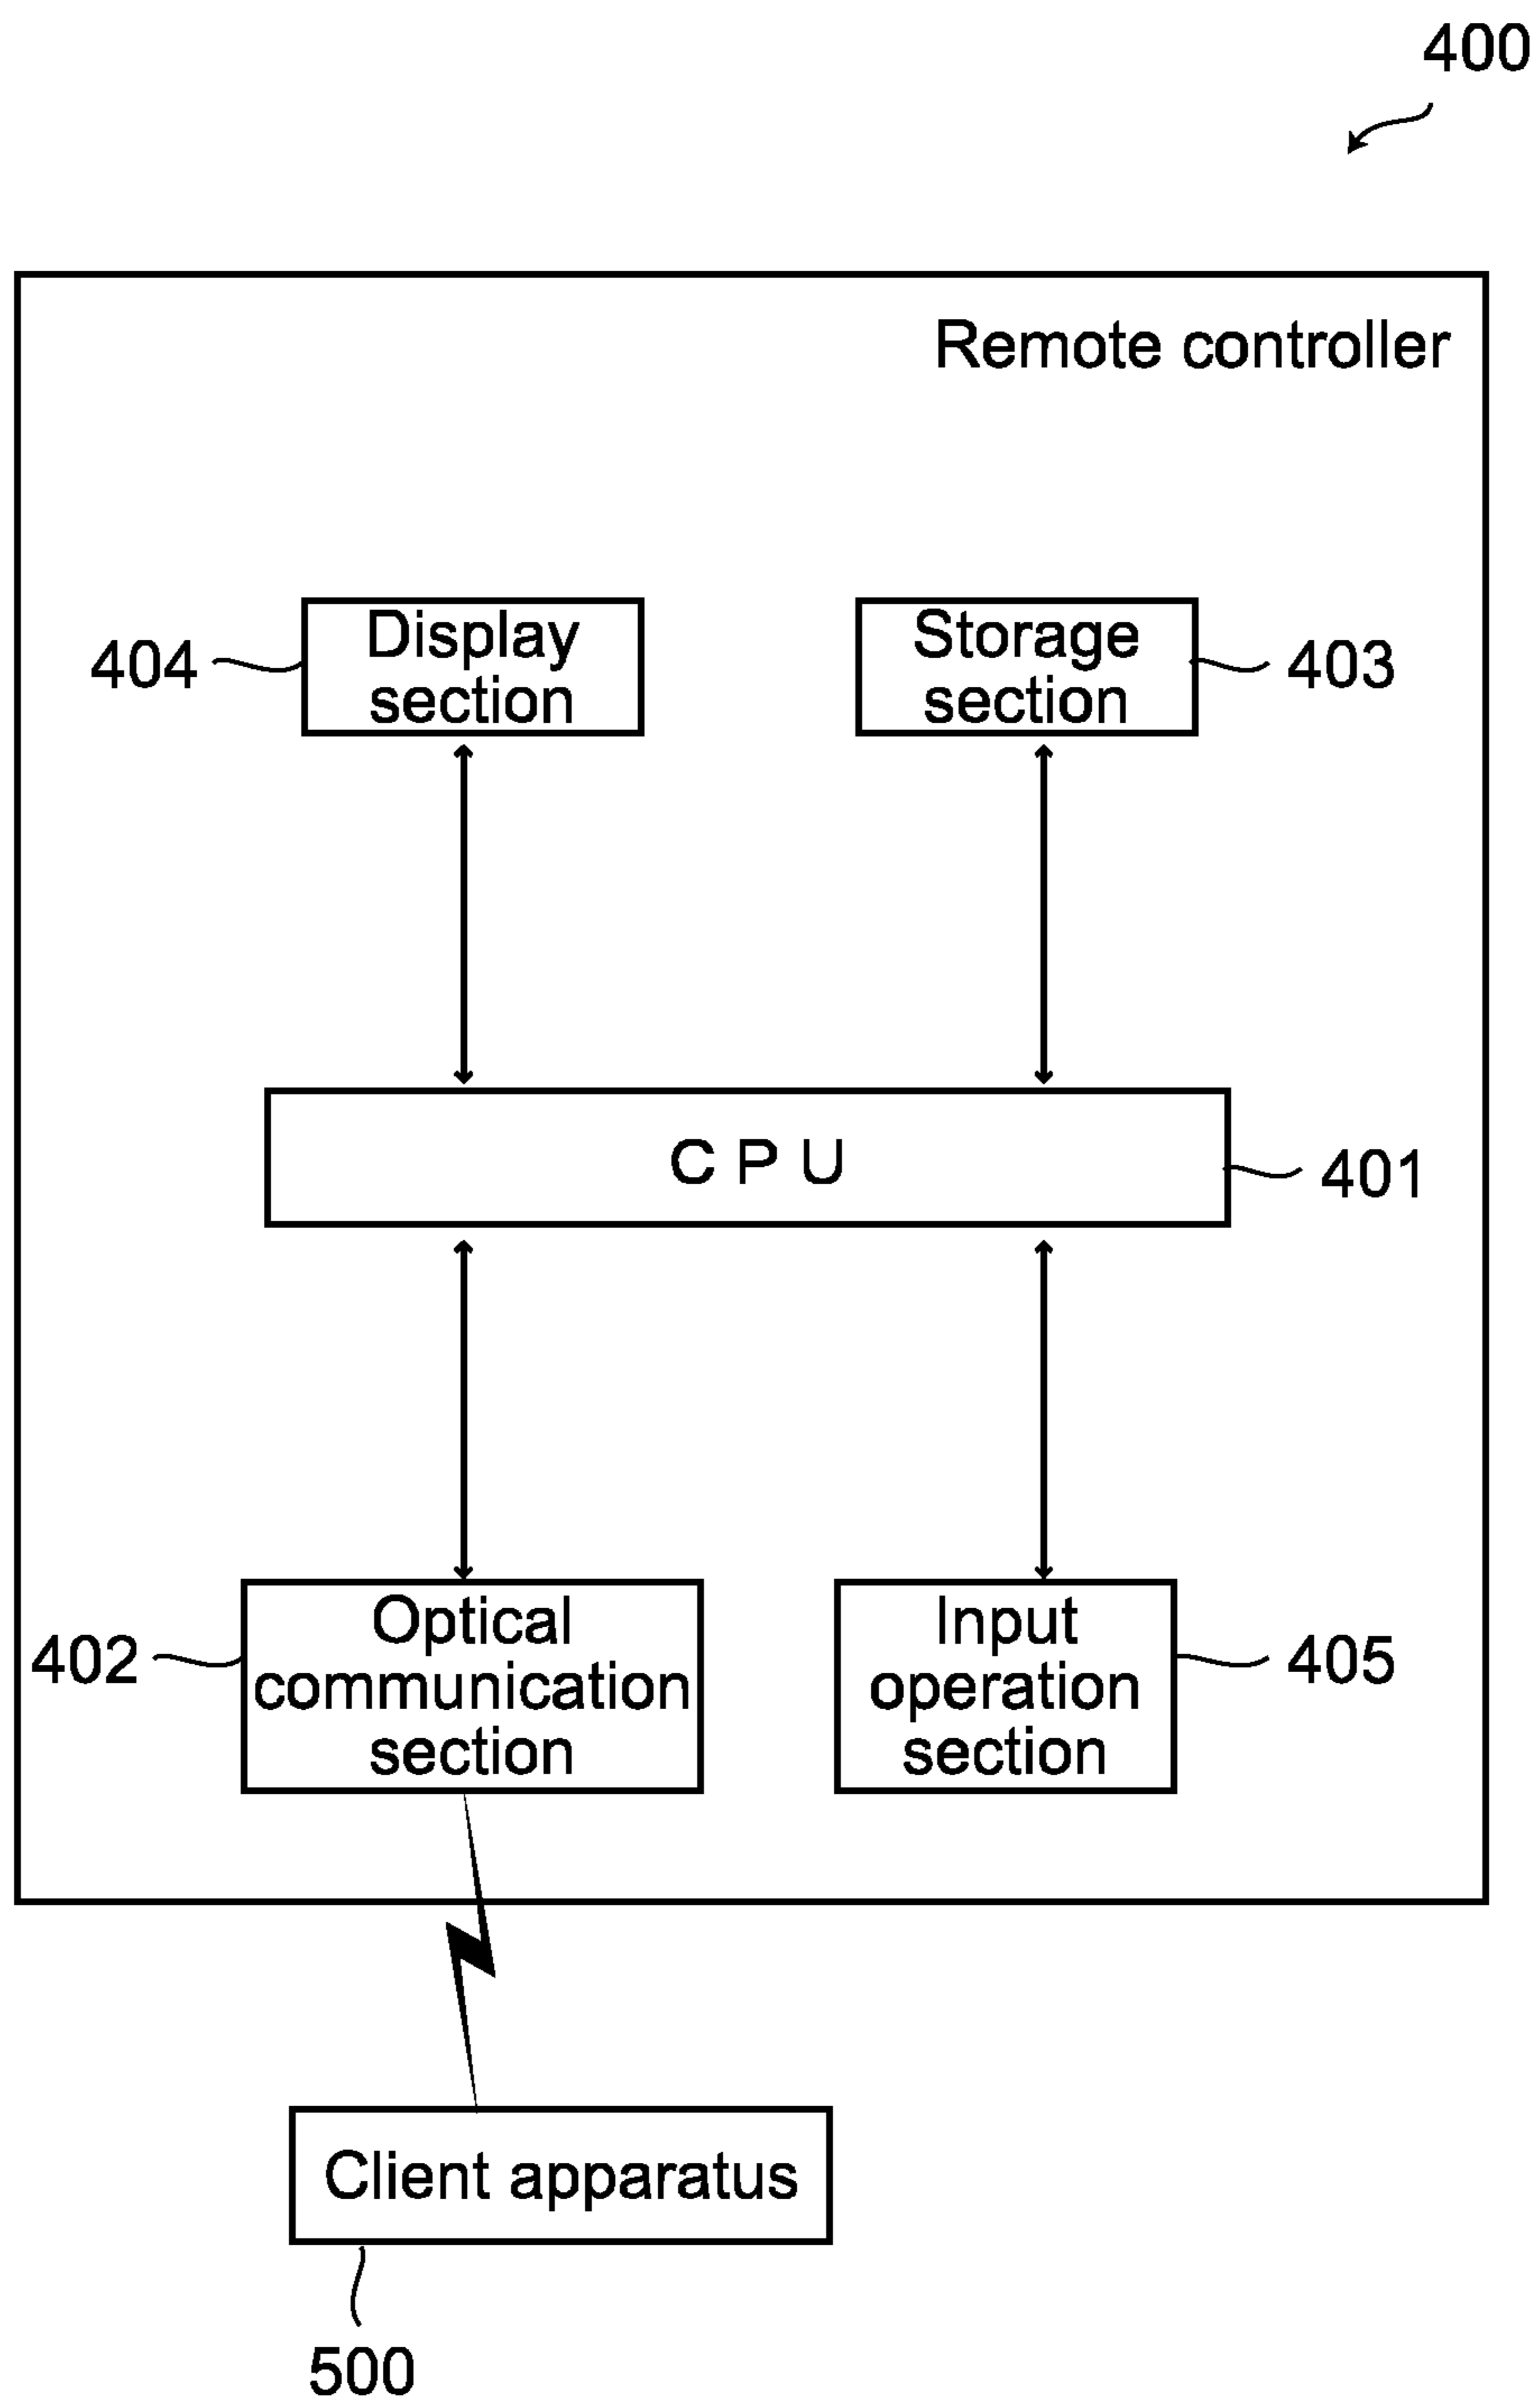 400
Remote controller
404
Display
section
Storage
section
403
C P U
401
402
Optical
communication
section
Input
operation
section
405
Client apparatus
500